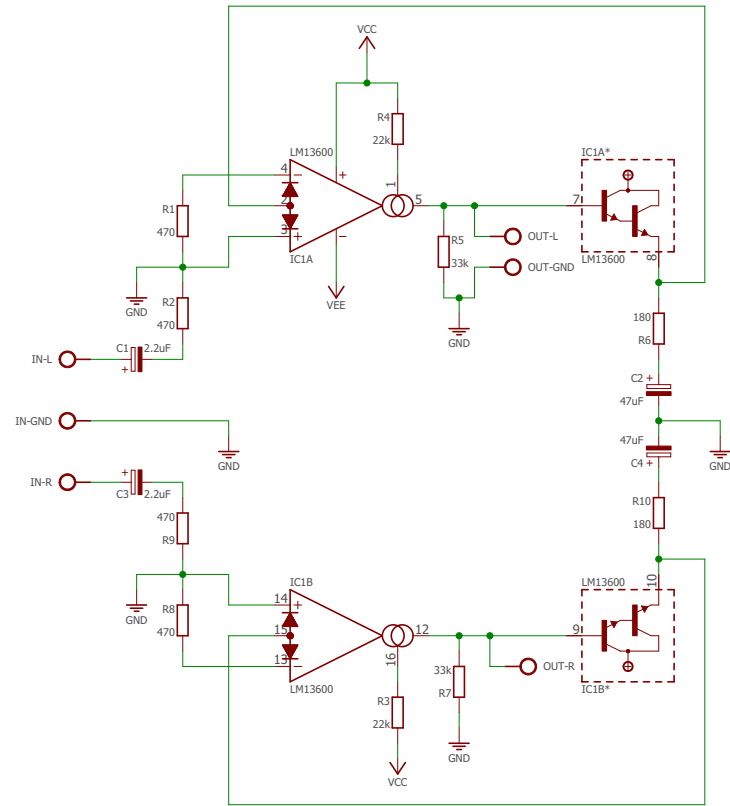 VCC
R4
22k
LM13600
IC1A*
4
2
3
1
5
7
R1
470
IC1A
R5
33k
OUT-L
OUT-GND
LM13600
8
GND
R2
470
VEE
GND
180
R6
C1
2.2uF
+
IN-L
C2
+
47uF
IN-GND
GND
47uF
C4
+
GND
IN-R
+
C3
2.2uF
470
R9
R10
180
GND
R8
470
IC1B
14
15
13
16
12
LM13600
10
9
LM13600
OUT-R
IC1B*
33k
R7
R3
22k
GND
VCC